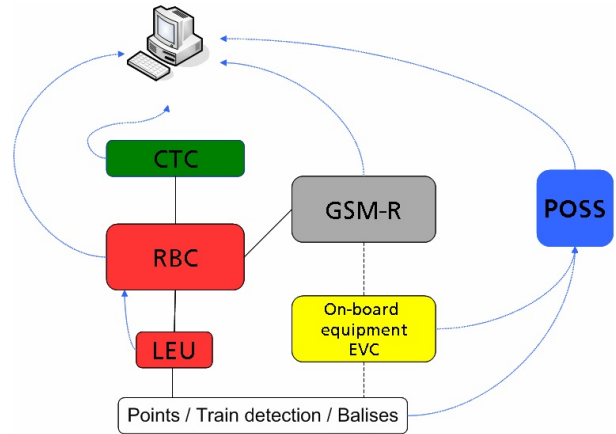 CTC
GSM-R
POSS
RBC
On-board
equipment
EVC
LEU
Points / Train detection / Balises